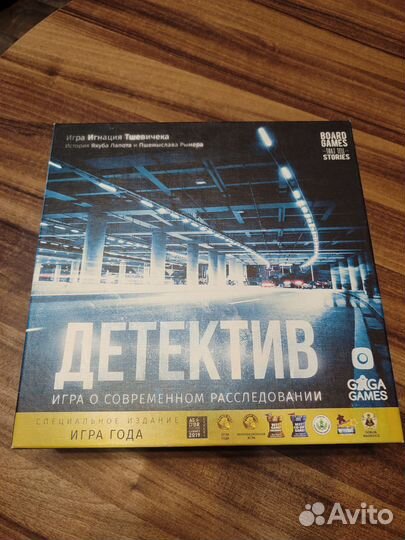 Игра Игнация Тшевичека
История Якуба Лапота и Пшемыслава Рымера
BOARD
GAMES
THAT TELL
STORIES
ДЕТЕКТИВ
ИГРА О СОВРЕМЕННОМ РАССЛЕДОВАНИИ
GAGA
GAMES
СПЕЦИАЛЬНОЕ ИЗДАНИЕ
ИГРА ГОДА
2019
Avito